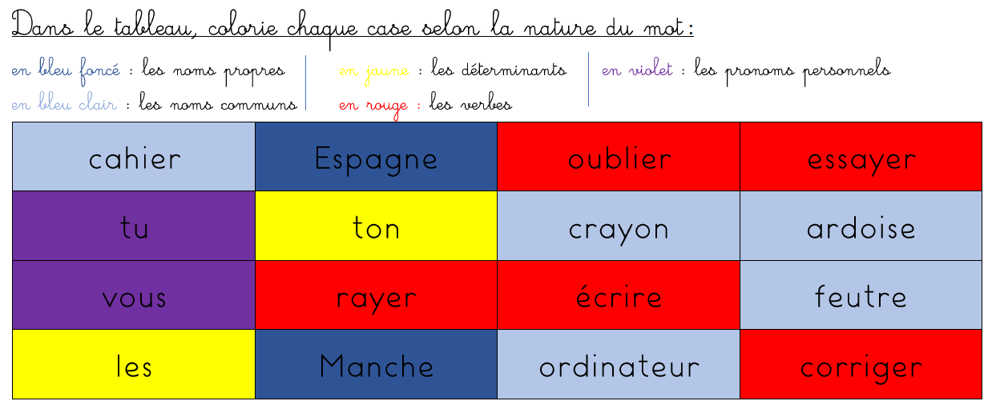 Dans le tableau, colorie chaque case selon la nature du mot :
en bleu foncé : les noms propres
en jaune : les déterminants
en violet : les pronoms personnels
en bleu clair : les noms communs
en rouge : les verbes
cahier Espagne oublier essayer
tu ton crayon ardoise
vous rayer écrire feutre
les Manche ordinateur corriger